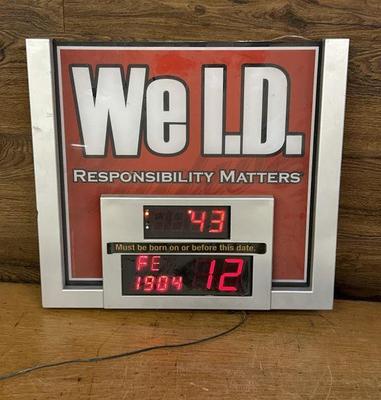 We I.D.
RESPONSIBILITY MATTERS
'43
Must be born on or before this date.
FE 12
1904